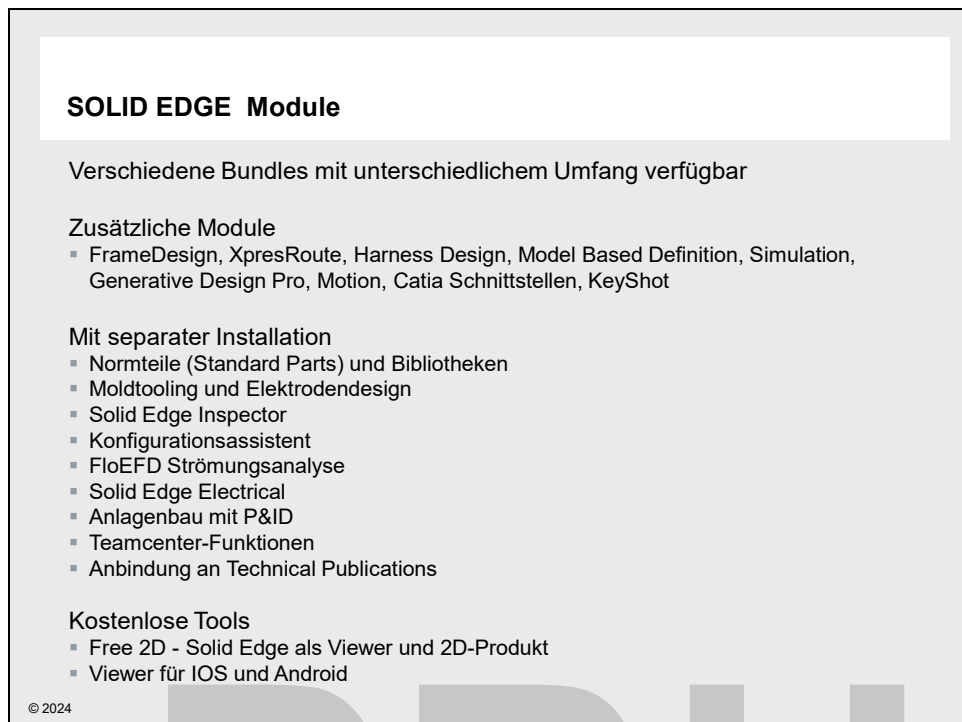 SOLID EDGE Module
Verschiedene Bundles mit unterschiedlichem Umfang verfügbar
Zusätzliche Module
▪ FrameDesign, XpresRoute, Harness Design, Model Based Definition, Simulation,
Generative Design Pro, Motion, Catia Schnittstellen, KeyShot
Mit separater Installation
▪ Normteile (Standard Parts) und Bibliotheken
▪ Moldtooling und Elektrodendesign
▪ Solid Edge Inspector
▪ Konfigurationsassistent
▪ FloEFD Strömungsanalyse
▪ Solid Edge Electrical
▪ Anlagenbau mit P&ID
▪ Teamcenter-Funktionen
▪ Anbindung an Technical Publications
Kostenlose Tools
▪ Free 2D - Solid Edge als Viewer und 2D-Produkt
▪ Viewer für IOS und Android
© 2024